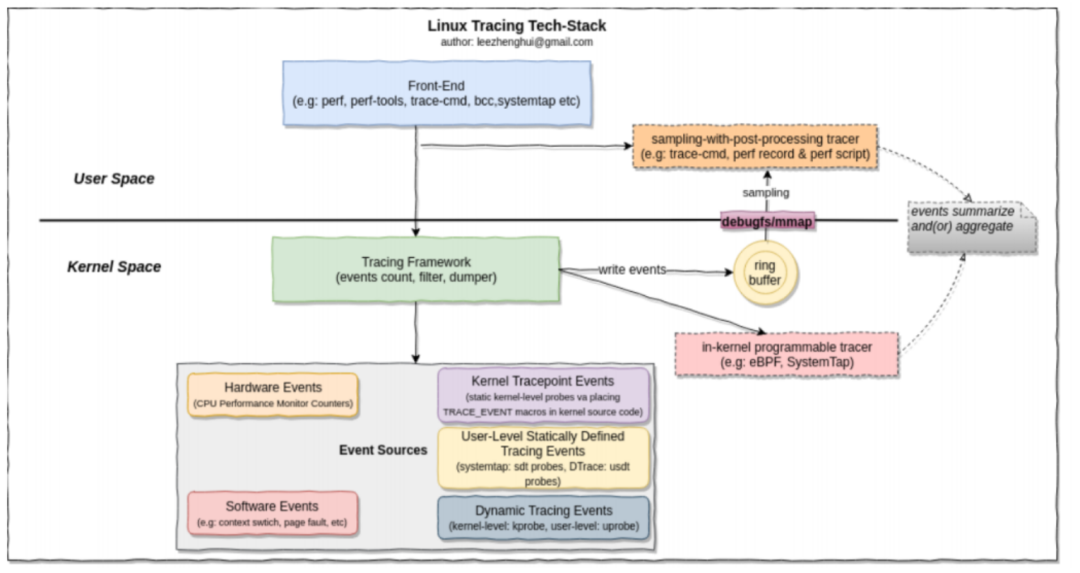 Linux Tracing Tech-Stack
author: leezhenghui@gmail.com
Front-End
(e.g: perf, perf-tools, trace-cmd, bcc,systemtap etc)
sampling-with-post-processing tracer
(e.g: trace-cmd, perf record & perf script)
User Space
sampling
debugfs/mmap
events summarize
and(or) aggregate
Kernel Space
Tracing Framework
(events count, filter, dumper)
write events
ring
buffer
in-kernel programmable tracer
(e.g: eBPF, SystemTap)
Hardware Events
(CPU Performance Monitor Counters)
Kernel Tracepoint Events
(static kernel-level probes va placing
TRACE_EVENT macros in kernel source code)
Event Sources
User-Level Statically Defined
Tracing Events
(systemtap: sdt probes, DTrace: usdt
probes)
Software Events
(e.g: context swtich, page fault, etc)
Dynamic Tracing Events
(kernel-level: kprobe, user-level: uprobe)